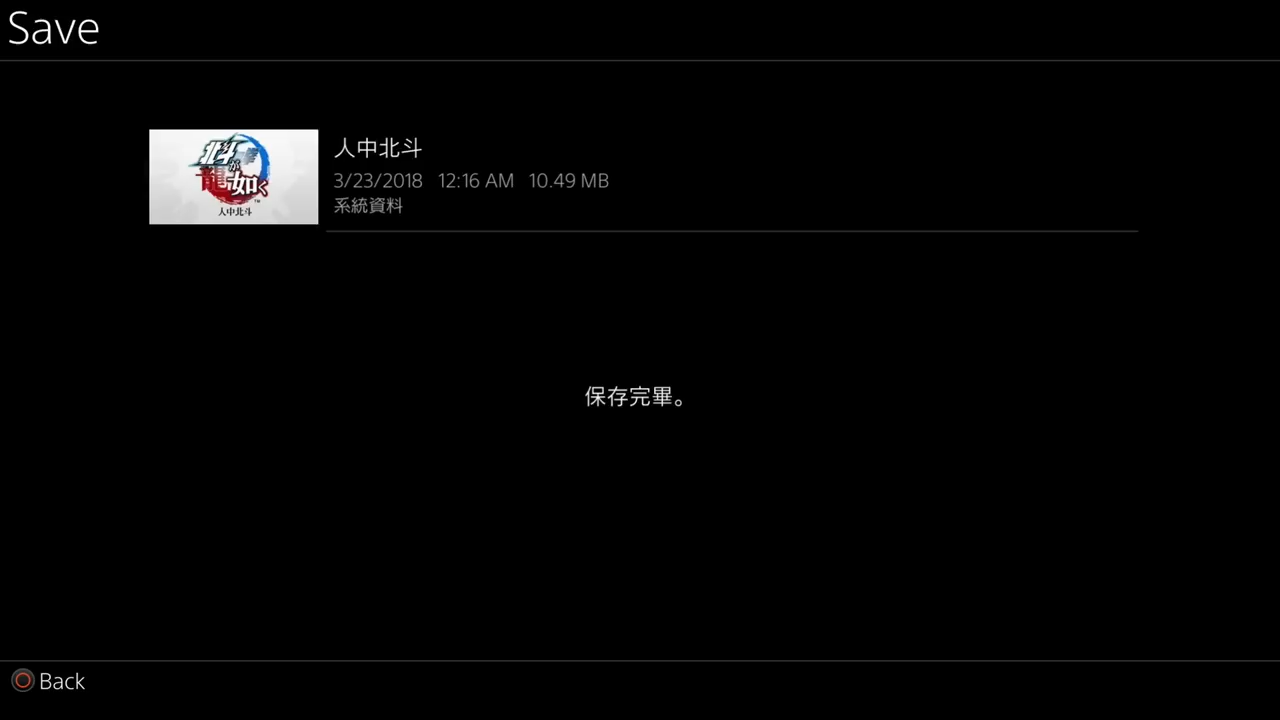 Save
北斗が
龍如く
TM
人中北斗
人中北斗
3/23/2018 12:16 AM 10.49 MB
系統資料
保存完畢。
Back